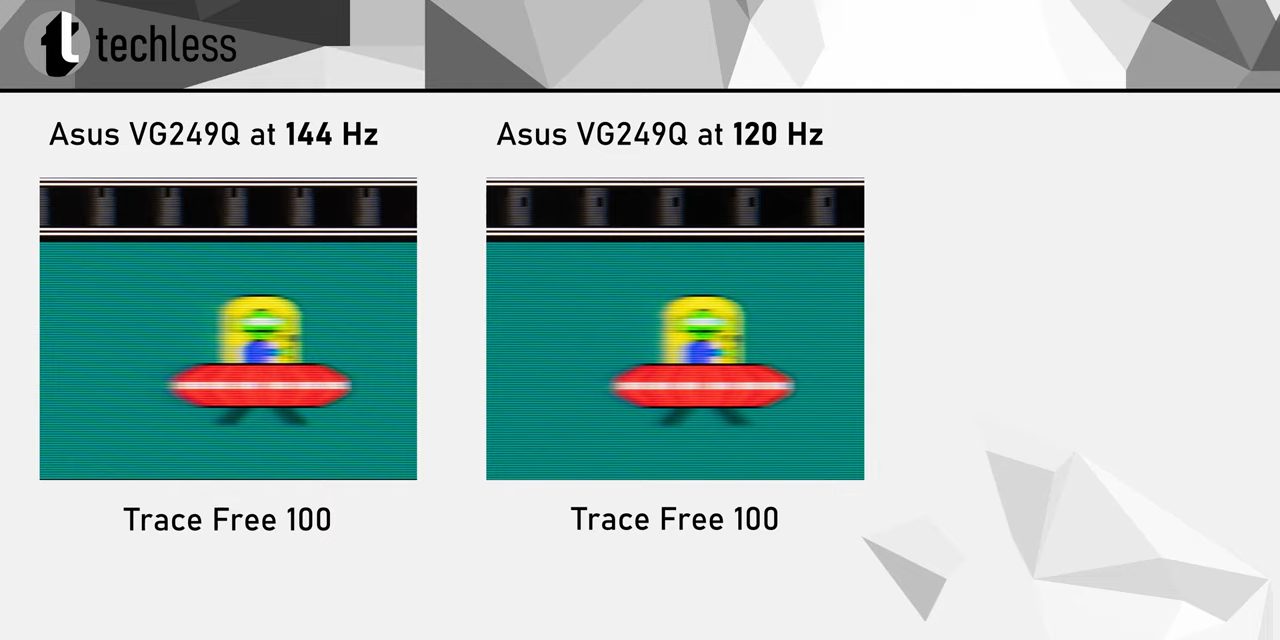 techless
Asus VG249Q at 144 Hz
Asus VG249Q at 120 Hz
Trace Free 100
Trace Free 100